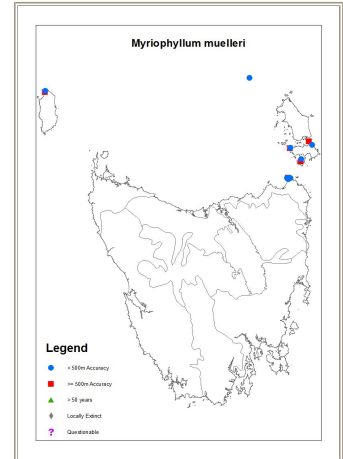 Myriophyllum muelleri
Legend
< 500m Accuracy
>= 500m Accuracy
> 50 years
Locally Extinct
? Questionable